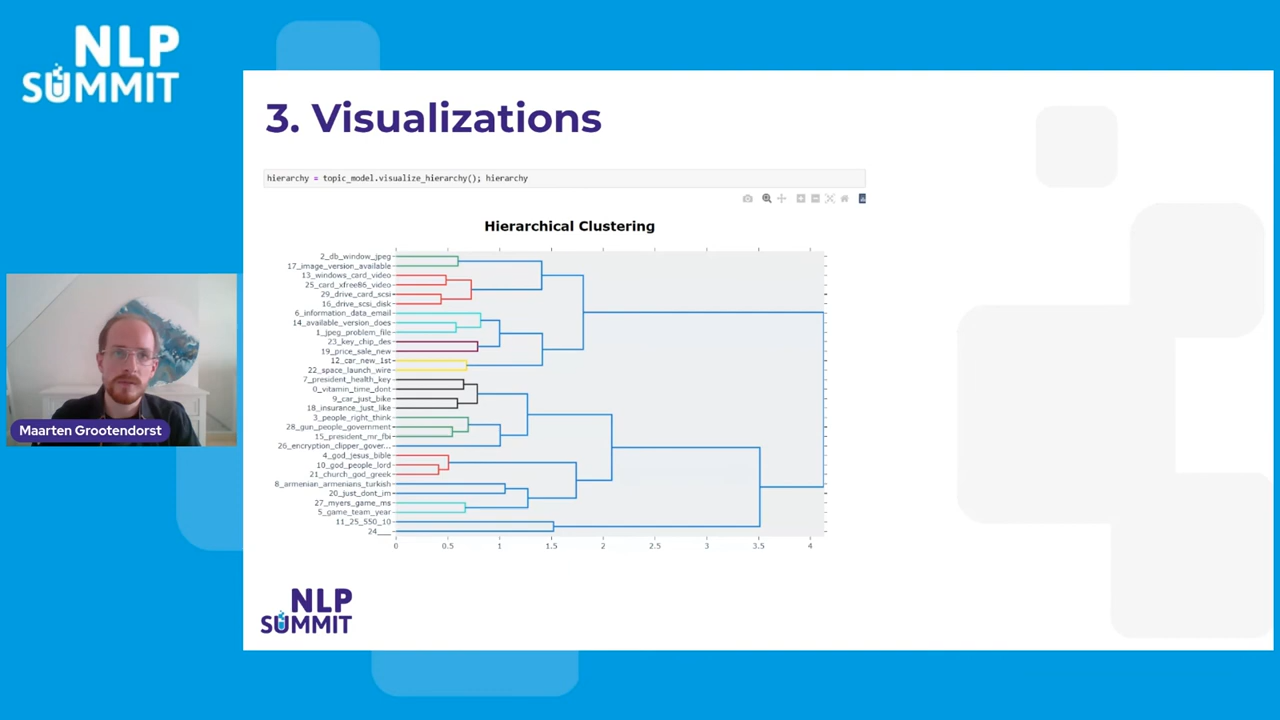 NLP
SUMMIT
3. Visualizations
hierarchy = topic_model.visualize_hierarchy(); hierarchy
Hierarchical Clustering
2_db_window_jpeg
17_image_version_available
13_windows_card_video
25_card_xfree86_video
29_drive_card_scsi
16_drive_scsi_disk
6_information_data_email
14_available_version_does
1_jpeg_problem_file
23_key_chip_des
19_price_sale_new
12_car_new_1st
22_space_launch_wire
7_president_health_key
0_vitamin_time_dont
9_car_just_bike
18_insurance_just_like
3_people_right_think
28_gun_people_government
15_president_mr_fbi
26_encryption_clipper_gover...
4_god_jesus_bible
10_god_people_lord
21_church_god_greek
8_armenian_armenians_turkish
20_just_dont_im
27_myers_game_ms
5_game_team_year
11_25_550_10
24___
0 0.5 1 1.5 2 2.5 3 3.5 4
Maarten Grootendorst
NLP
SUMMIT